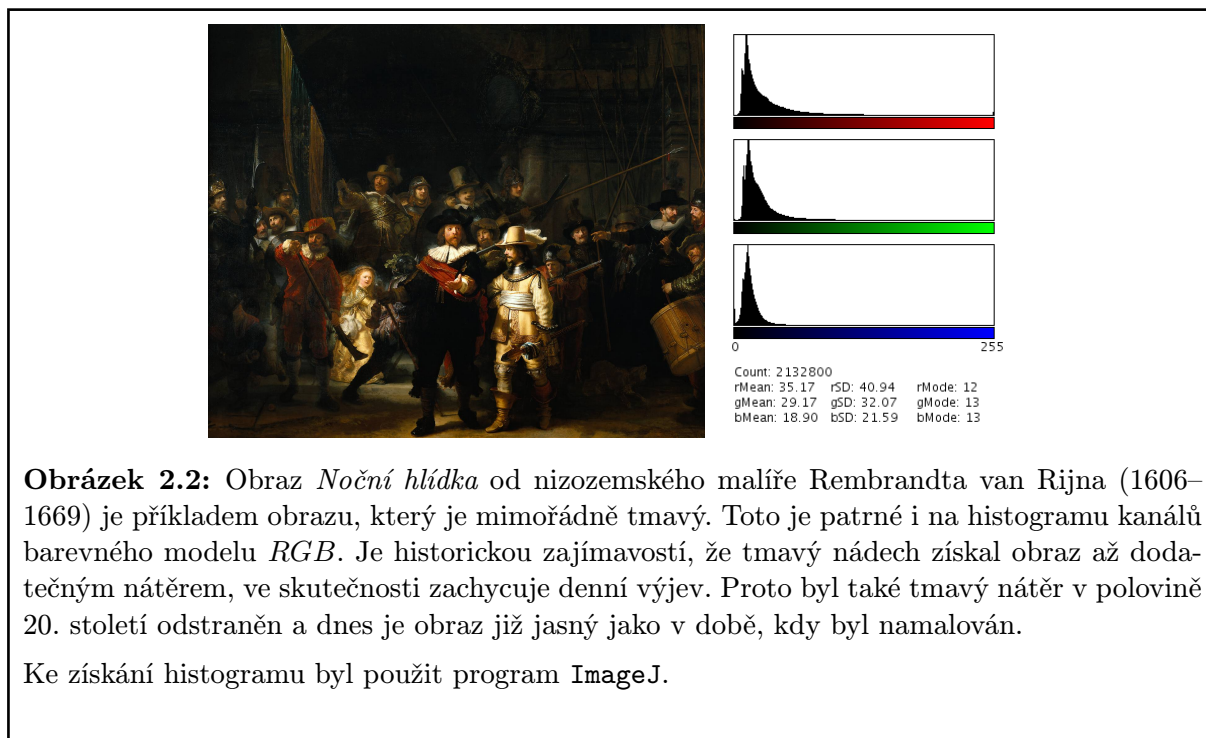 0 255
Count: 2132800
rMean: 35.17 rSD: 40.94 rMode: 12
gMean: 29.17 gSD: 32.07 gMode: 13
bMean: 18.90 bSD: 21.59 bMode: 13
Obrázek 2.2: Obraz Noční hlídka od nizozemského malíře Rembrandta van Rijna (1606–
1669) je příkladem obrazu, který je mimořádně tmavý. Toto je patrné i na histogramu kanálů
barevného modelu RGB. Je historickou zajímavostí, že tmavý nádech získal obraz až doda-
tečným nátěrem, ve skutečnosti zachycuje denní výjev. Proto byl také tmavý nátěr v polovině
20. století odstraněn a dnes je obraz již jasný jako v době, kdy byl namalován.
Ke získání histogramu byl použit program ImageJ.